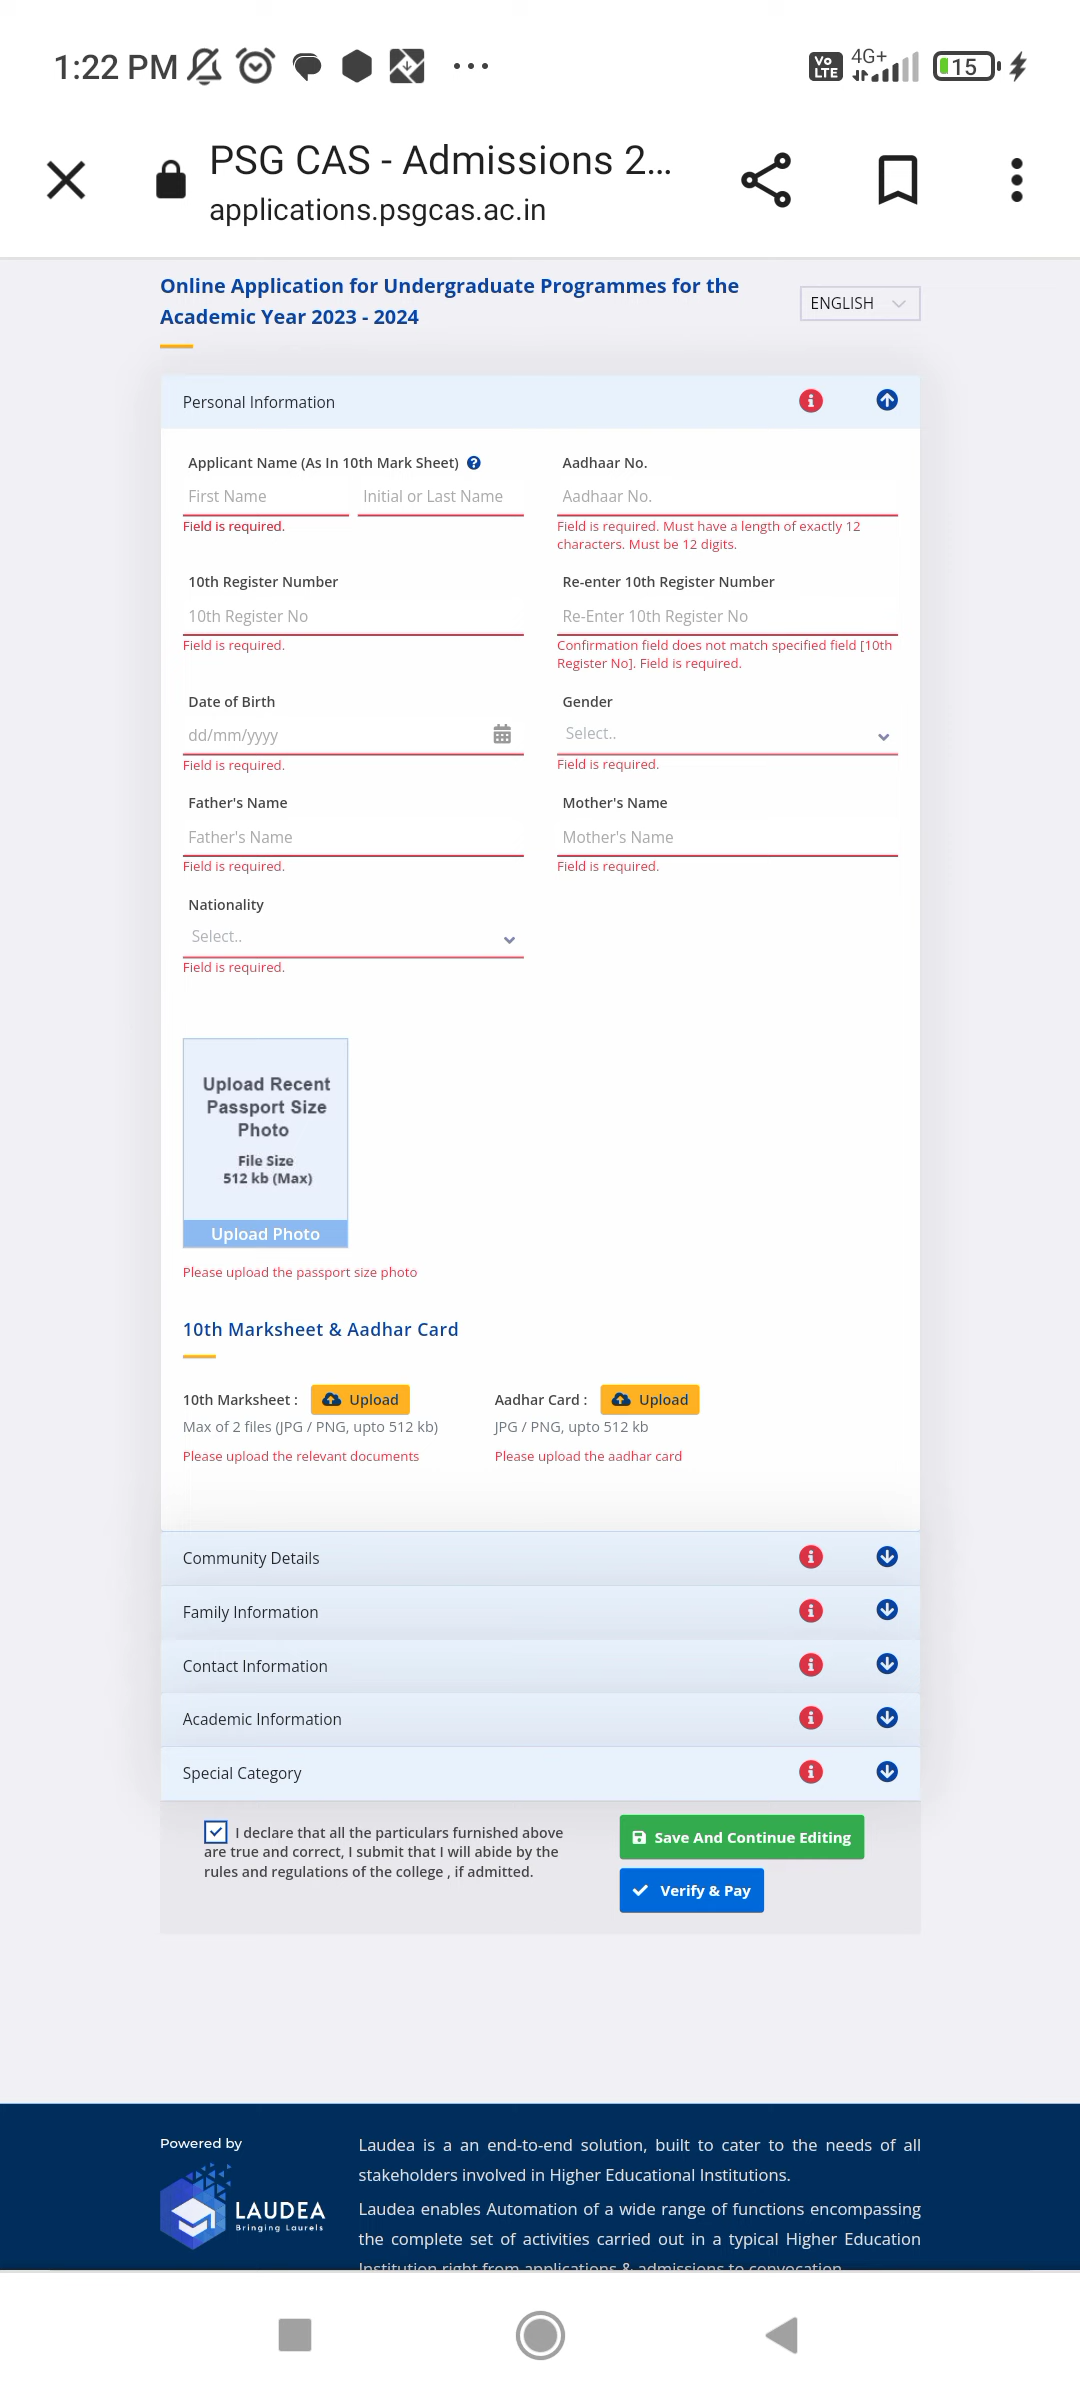 1:22 PM
Vo LTE 4G+ 15
PSG CAS - Admissions 2...
applications.psgcas.ac.in
Online Application for Undergraduate Programmes for the
Academic Year 2023 - 2024
ENGLISH
Personal Information
Applicant Name (As In 10th Mark Sheet)
First Name
Initial or Last Name
Field is required.
Aadhaar No.
Aadhaar No.
Field is required. Must have a length of exactly 12
characters. Must be 12 digits.
10th Register Number
10th Register No
Field is required.
Re-enter 10th Register Number
Re-Enter 10th Register No
Confirmation field does not match specified field [10th
Register No]. Field is required.
Date of Birth
dd/mm/yyyy
Field is required.
Gender
Select..
Field is required.
Father's Name
Father's Name
Field is required.
Mother's Name
Mother's Name
Field is required.
Nationality
Select..
Field is required.
Upload Recent
Passport Size
Photo
File Size
512 kb (Max)
Upload Photo
Please upload the passport size photo
10th Marksheet & Aadhar Card
10th Marksheet : Upload
Max of 2 files (JPG / PNG, upto 512 kb)
Please upload the relevant documents
Aadhar Card : Upload
JPG / PNG, upto 512 kb
Please upload the aadhar card
Community Details
Family Information
Contact Information
Academic Information
Special Category
I declare that all the particulars furnished above
are true and correct, I submit that I will abide by the
rules and regulations of the college , if admitted.
Save And Continue Editing
Verify & Pay
Powered by
LAUDEA
Bringing Laurels
Laudea is a an end-to-end solution, built to cater to the needs of all
stakeholders involved in Higher Educational Institutions.
Laudea enables Automation of a wide range of functions encompassing
the complete set of activities carried out in a typical Higher Education
Institution right from applications & admissions to convocation